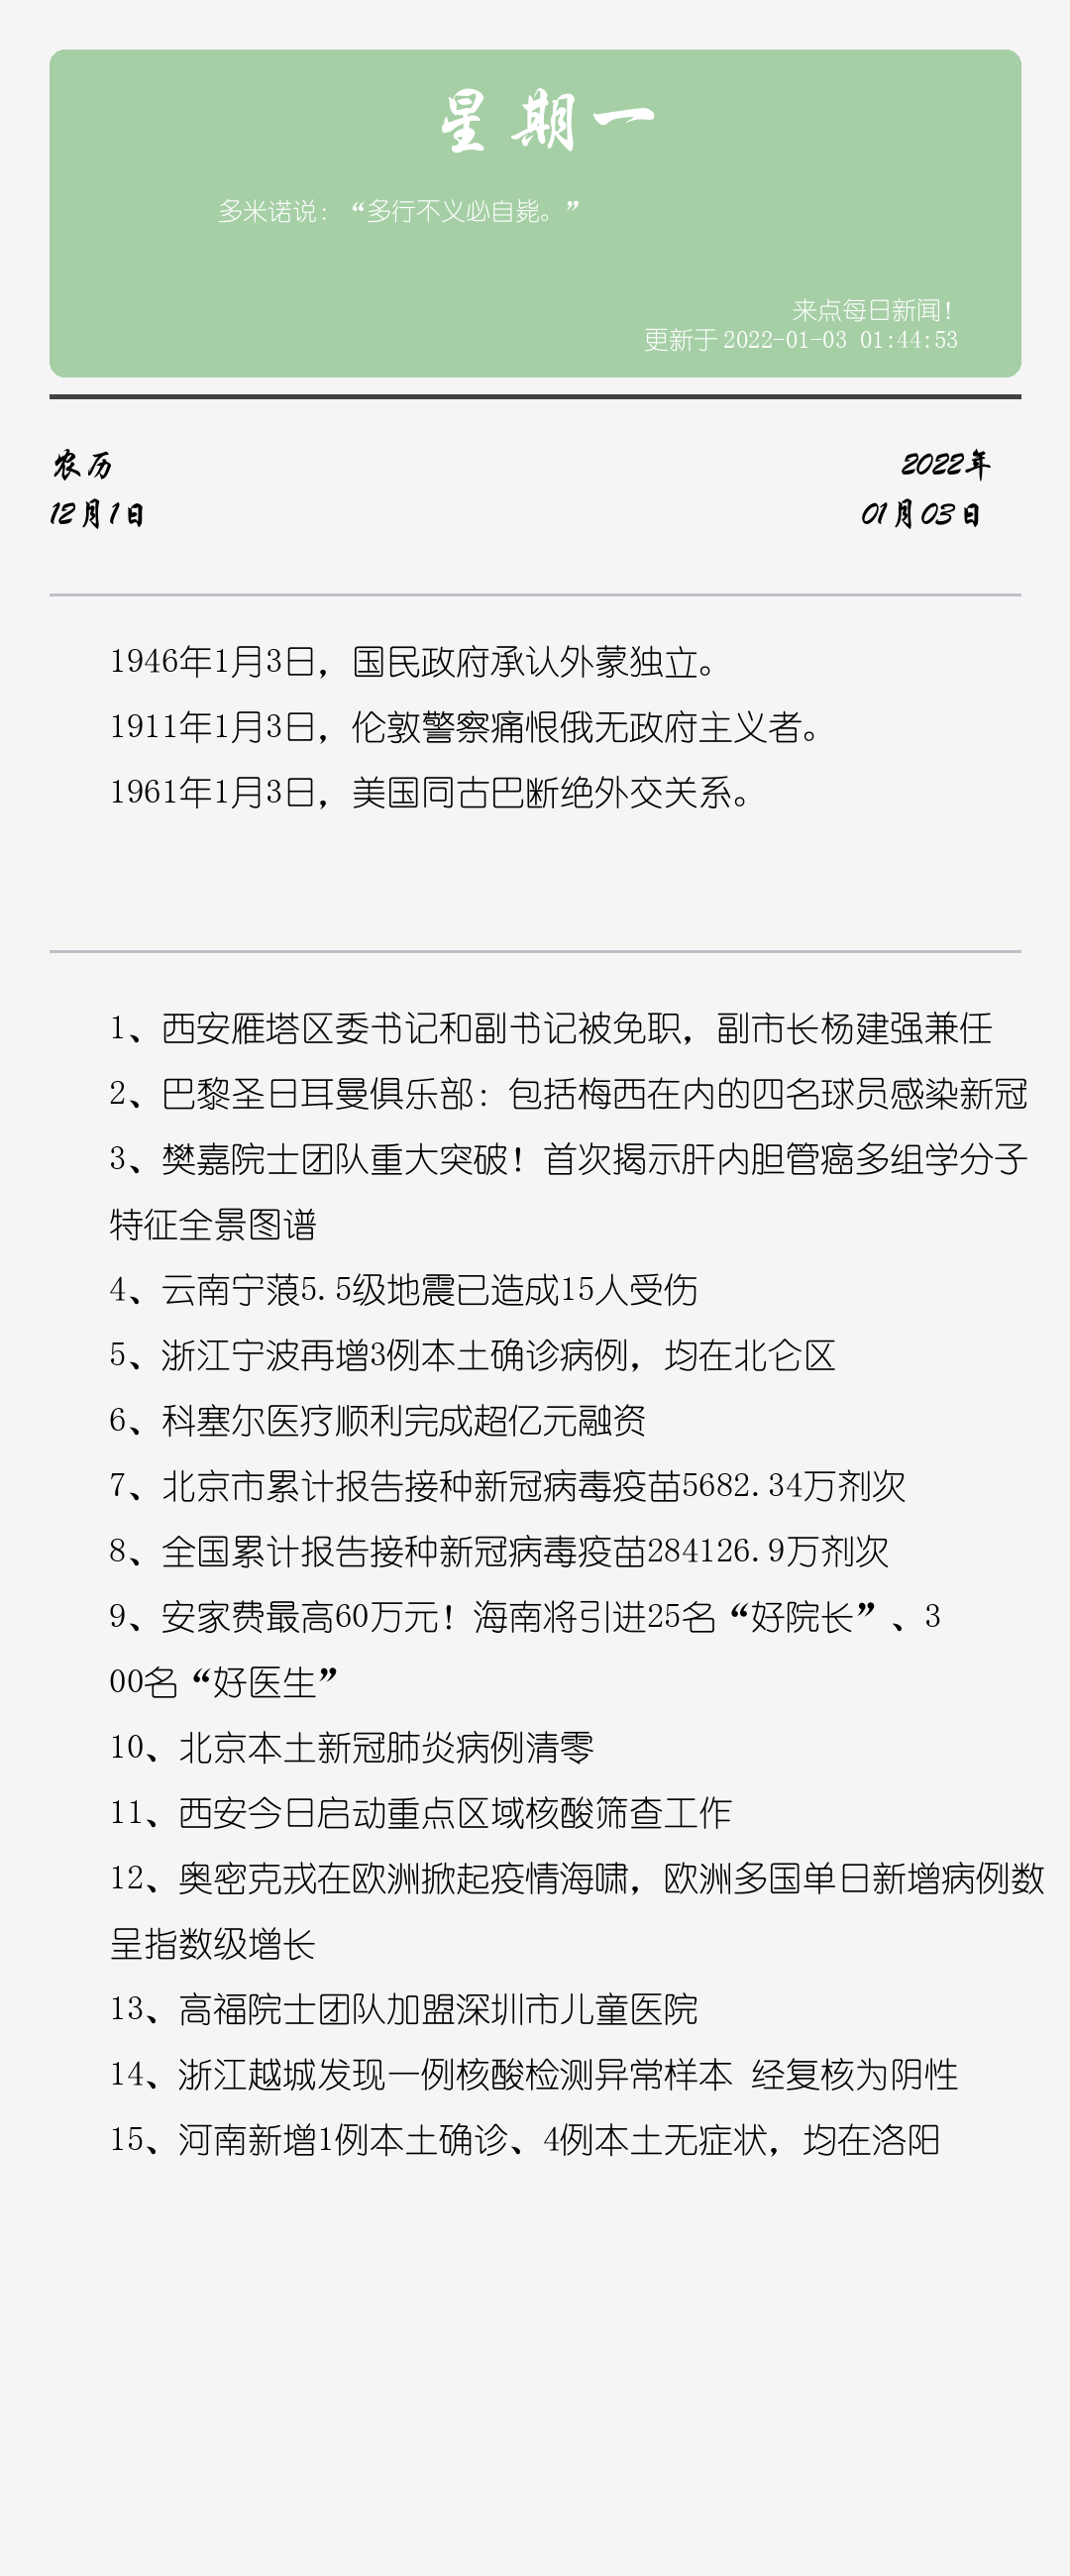 星期一
多米诺说：“多行不义必自毙。”
来点每日新闻！
更新于 2022-01-03 01:44:53
农历
2022年
12月1日
01月03日
1946年1月3日，国民政府承认外蒙独立。
1911年1月3日，伦敦警察痛恨俄无政府主义者。
1961年1月3日，美国同古巴断绝外交关系。
1、西安雁塔区委书记和副书记被免职，副市长杨建强兼任
2、巴黎圣日耳曼俱乐部：包括梅西在内的四名球员感染新冠
3、樊嘉院士团队重大突破！首次揭示肝内胆管癌多组学分子
特征全景图谱
4、云南宁蒗5.5级地震已造成15人受伤
5、浙江宁波再增3例本土确诊病例，均在北仑区
6、科塞尔医疗顺利完成超亿元融资
7、北京市累计报告接种新冠病毒疫苗5682.34万剂次
8、全国累计报告接种新冠病毒疫苗284126.9万剂次
9、安家费最高60万元！海南将引进25名“好院长”、3
00名“好医生”
10、北京本土新冠肺炎病例清零
11、西安今日启动重点区域核酸筛查工作
12、奥密克戎在欧洲掀起疫情海啸，欧洲多国单日新增病例数
呈指数级增长
13、高福院士团队加盟深圳市儿童医院
14、浙江越城发现一例核酸检测异常样本 经复核为阴性
15、河南新增1例本土确诊、4例本土无症状，均在洛阳